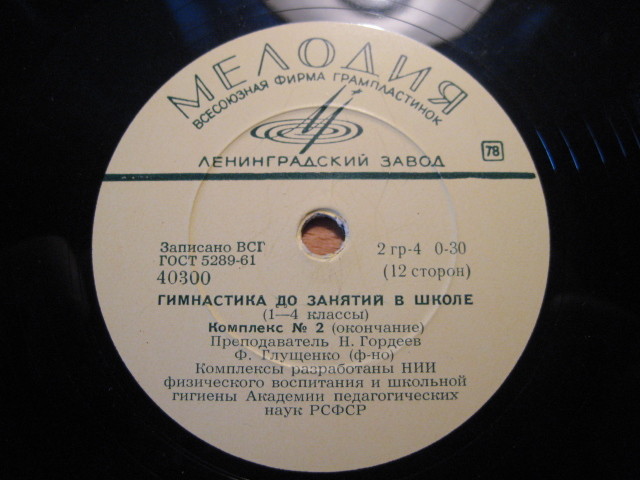 МЕЛОДИЯ
ВСЕСОЮЗНАЯ ФИРМА ГРАМПЛАСТИНОК
ЛЕНИНГРАДСКИЙ ЗАВОД
78
Записано ВСГ
ГОСТ 5289-61
40300
2 гр-4 0-30
(12 сторон)
ГИМНАСТИКА ДО ЗАНЯТИЙ В ШКОЛЕ
(1—4 классы)
Комплекс № 2 (окончание)
Преподаватель Н. Гордеев
Ф. Глущенко (ф-но)
Комплексы разработаны НИИ
физического воспитания и школьной
гигиены Академии педагогических
наук РСФСР